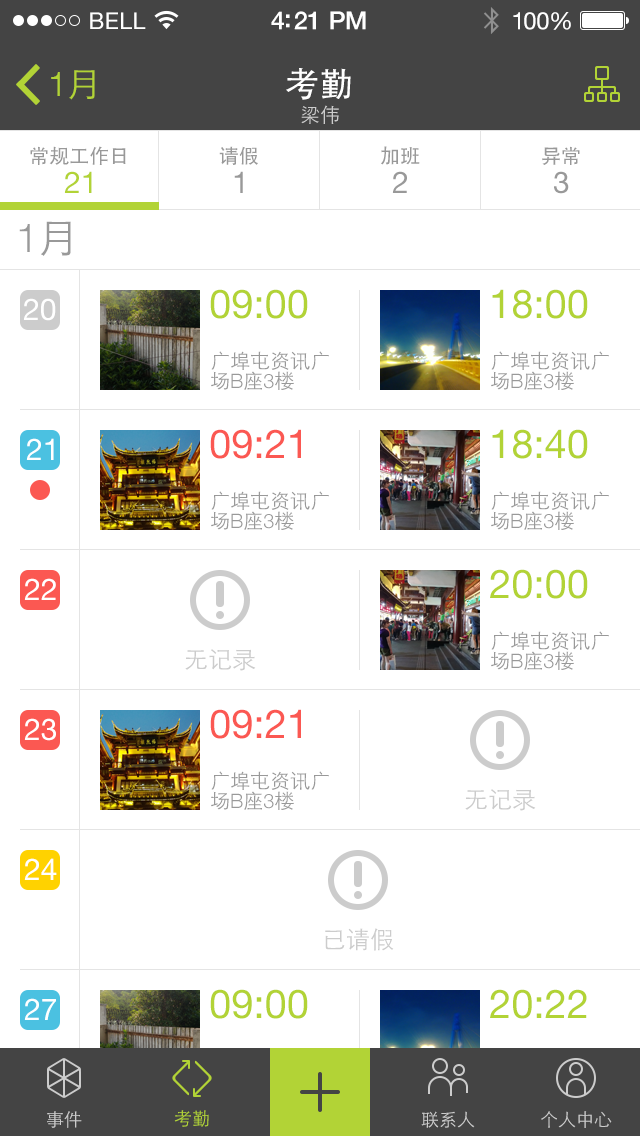 BELL 4:21 PM 100%
1月
考勤
梁伟
常规工作日 请假 加班 异常
21 1 2 3
1月
20 09:00 18:00
广埠屯资讯广 广埠屯资讯广
场B座3楼 场B座3楼
21 09:21 18:40
广埠屯资讯广 广埠屯资讯广
场B座3楼 场B座3楼
22 20:00
广埠屯资讯广
无记录 场B座3楼
23 09:21
广埠屯资讯广
场B座3楼 无记录
24
已请假
27 09:00 20:22
事件 考勤 联系人 个人中心